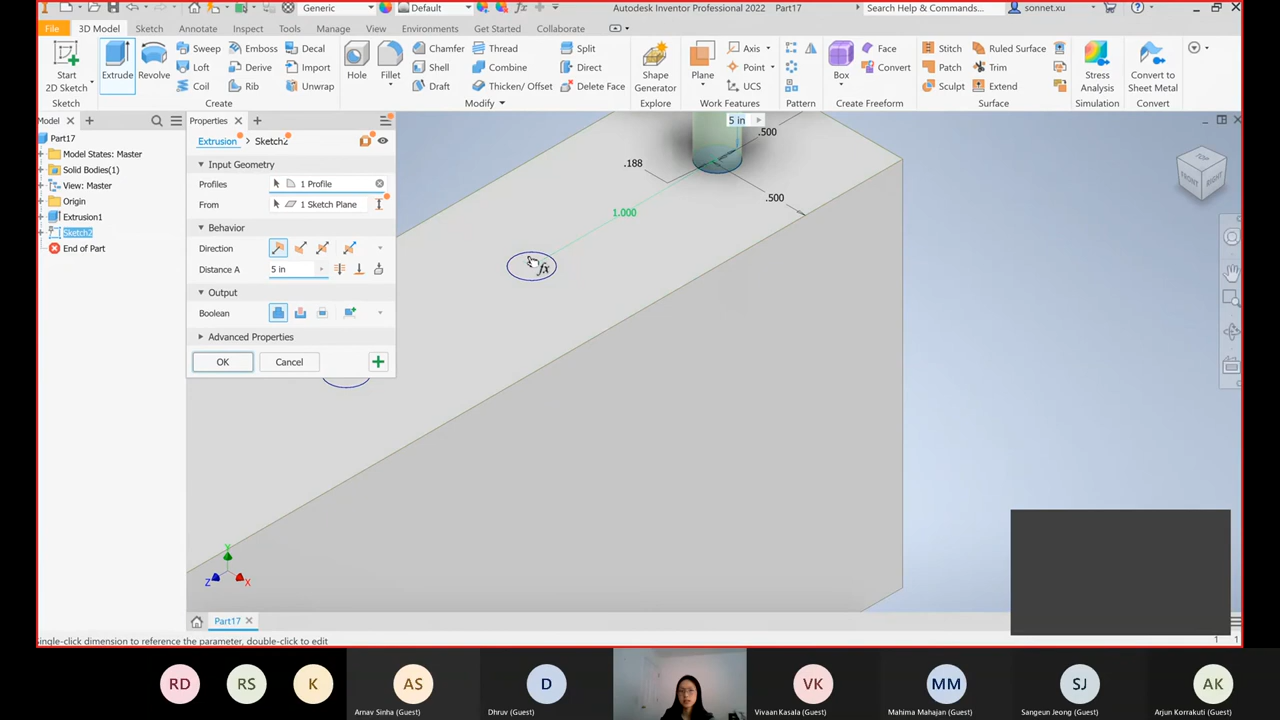 Generic
Default
Autodesk Inventor Professional 2022 Part17
Search Help & Commands...
sonnet.xu
File 3D Model Sketch Annotate Inspect Tools Manage View Environments Get Started Collaborate
Start
2D Sketch
Sketch
Extrude
Revolve
Sweep
Loft
Coil
Emboss
Derive
Rib
Decal
Import
Unwrap
Create
Hole
Fillet
Chamfer
Shell
Draft
Thread
Combine
Thicken/ Offset
Split
Direct
Delete Face
Modify
Shape
Generator
Explore
Plane
Axis
Point
UCS
Work Features
Pattern
Box
Face
Convert
Create Freeform
Stitch
Patch
Sculpt
Ruled Surface
Trim
Extend
Surface
Stress
Analysis
Simulation
Convert to
Sheet Metal
Convert
Model
Part17
Model States: Master
Solid Bodies(1)
View: Master
Origin
Extrusion1
Sketch2
End of Part
Properties
Extrusion > Sketch2
Input Geometry
Profiles 1 Profile
From 1 Sketch Plane
Behavior
Direction
Distance A 5 in
Output
Boolean
Advanced Properties
OK Cancel
5 in
.500
.188
.500
1.000
fx
TOP
FRONT RIGHT
Y
Z X
Part17
Single-click dimension to reference the parameter, double-click to edit
1 1
RD RS K AS D VK MM SJ AK
Arnav Sinha (Guest) Dhruv (Guest) Vivaan Kasala (Guest) Mahima Mahajan (Guest) Sangeun Jeong (Guest) Arjun Korrakuti (Guest)